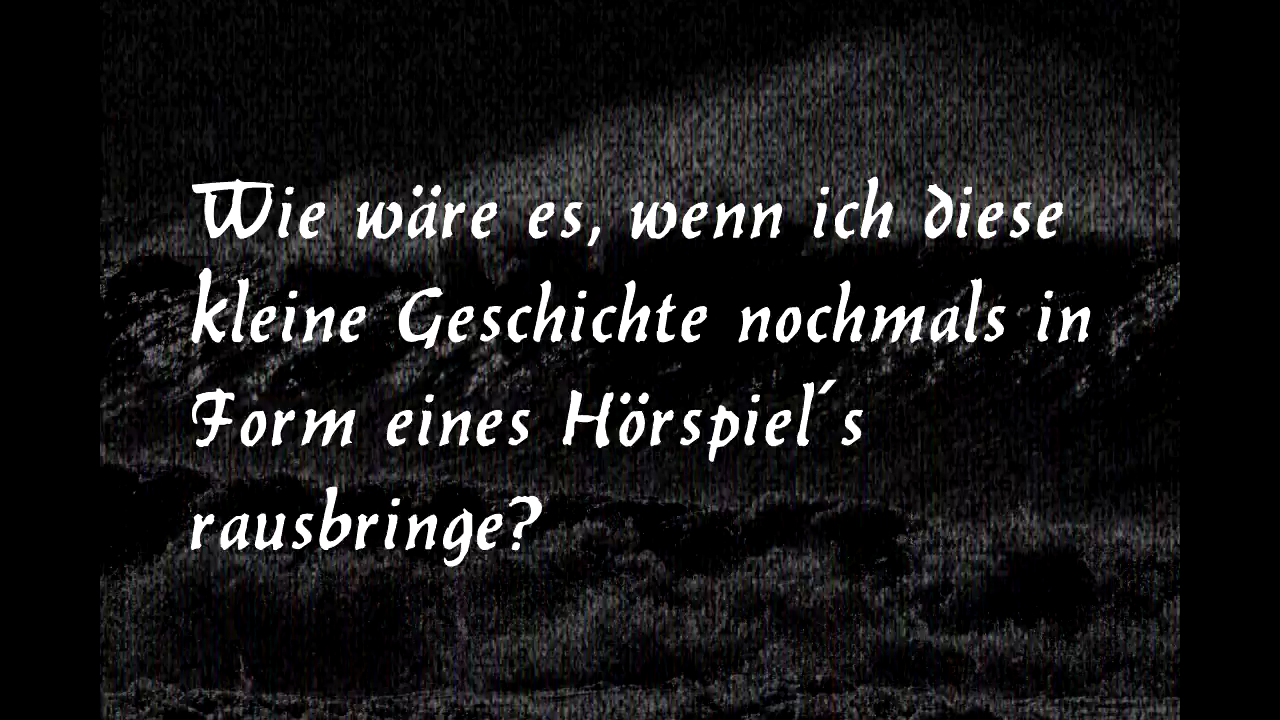 Wie wäre es, wenn ich diese
kleine Geschichte nochmals in
Form eines Hörspiel´s
rausbringe?